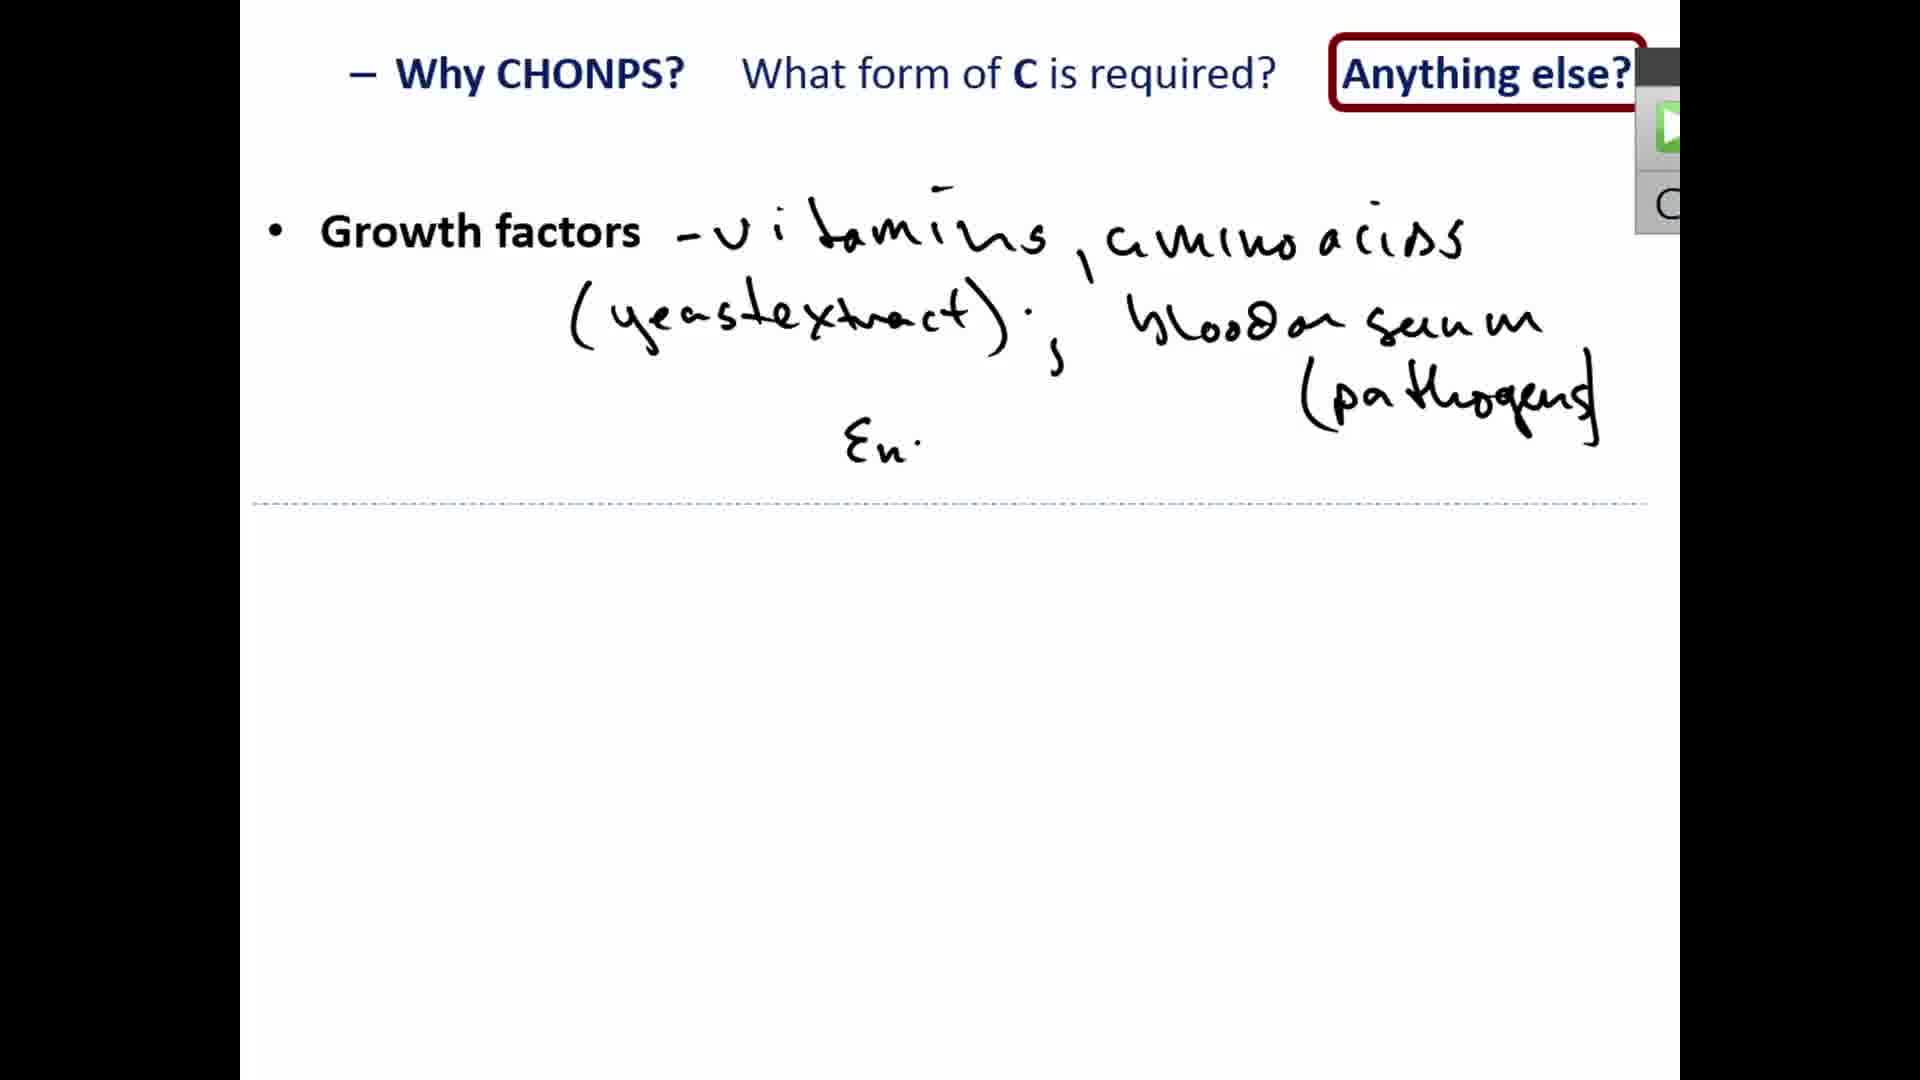 – Why CHONPS? What form of C is required? Anything else?
• Growth factors - vitamins, amino acids
(yeast extract); blood or serum
(pathogens)
En.